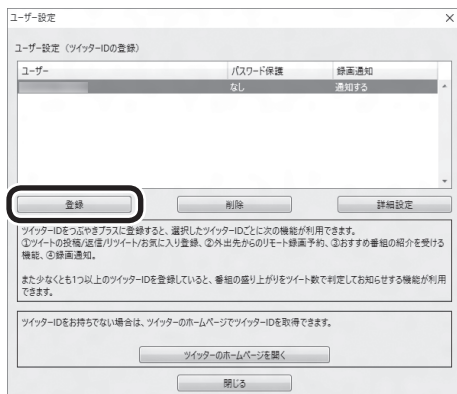 ユーザー設定
ユーザー設定（ツイッターIDの登録）
ユーザー パスワード保護 録画通知
なし 通知する
登録 削除 詳細設定
ツイッターIDをつぶやきプラスに登録すると、選択したツイッターIDごとに次の機能が利用できます。
①ツイートの投稿/返信/リツイート/お気に入り登録、②外出先からのリモート録画予約、③おすすめ番組の紹介を受ける
機能、④録画通知。
また少なくとも1つ以上のツイッターIDを登録していると、番組の盛り上がりをツイート数で判定してお知らせする機能が利用
できます。
ツイッターIDをお持ちでない場合は、ツイッターのホームページでツイッターIDを取得できます。
ツイッターのホームページを開く
閉じる